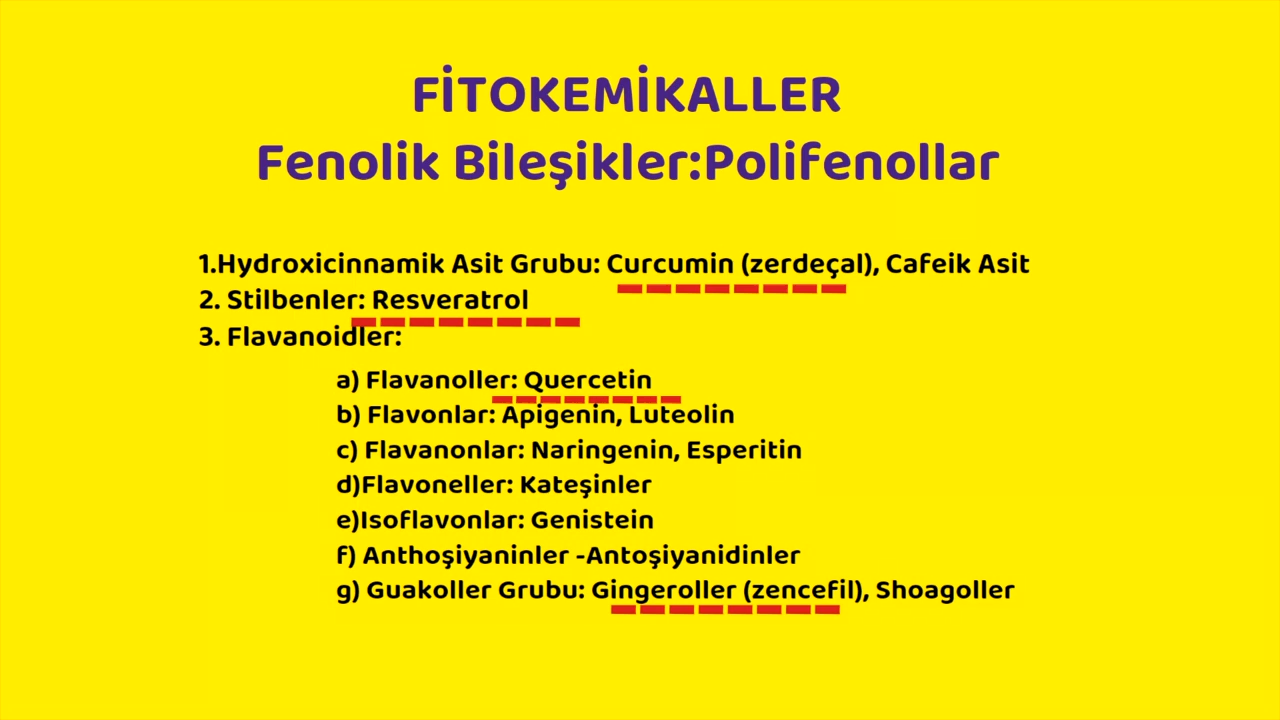 FİTOKEMİKALLER
Fenolik Bileşikler:Polifenollar
1.Hydroxicinnamik Asit Grubu: Curcumin (zerdeçal), Cafeik Asit
2. Stilbenler: Resveratrol
3. Flavanoidler:
a) Flavanoller: Quercetin
b) Flavonlar: Apigenin, Luteolin
c) Flavanonlar: Naringenin, Esperitin
d)Flavoneller: Kateşinler
e)Isoflavonlar: Genistein
f) Anthoşiyaninler -Antoşiyanidinler
g) Guakoller Grubu: Gingeroller (zencefil), Shoagoller